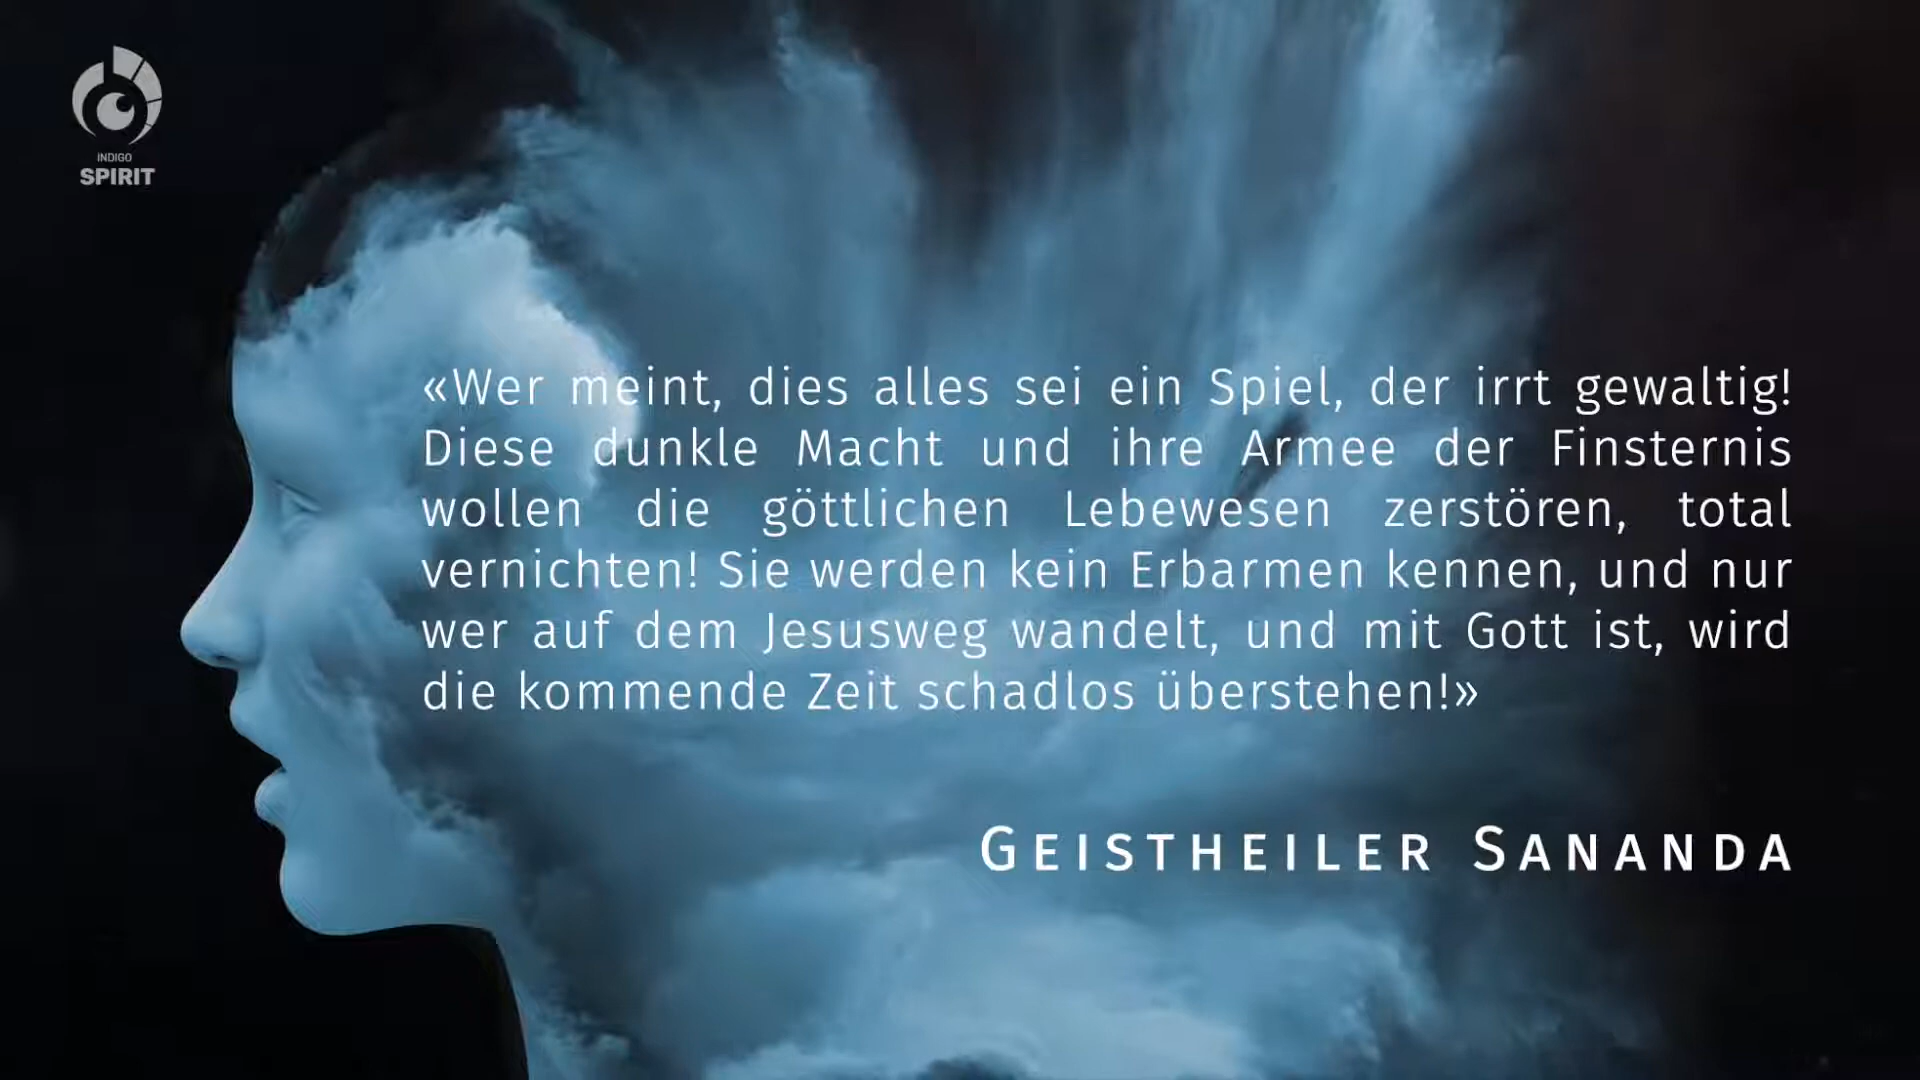 INDIGO
SPIRIT
«Wer meint, dies alles sei ein Spiel, der irrt gewaltig!
Diese dunkle Macht und ihre Armee der Finsternis
wollen die göttlichen Lebewesen zerstören, total
vernichten! Sie werden kein Erbarmen kennen, und nur
wer auf dem Jesusweg wandelt, und mit Gott ist, wird
die kommende Zeit schadlos überstehen!»
GEISTHEILER SANANDA